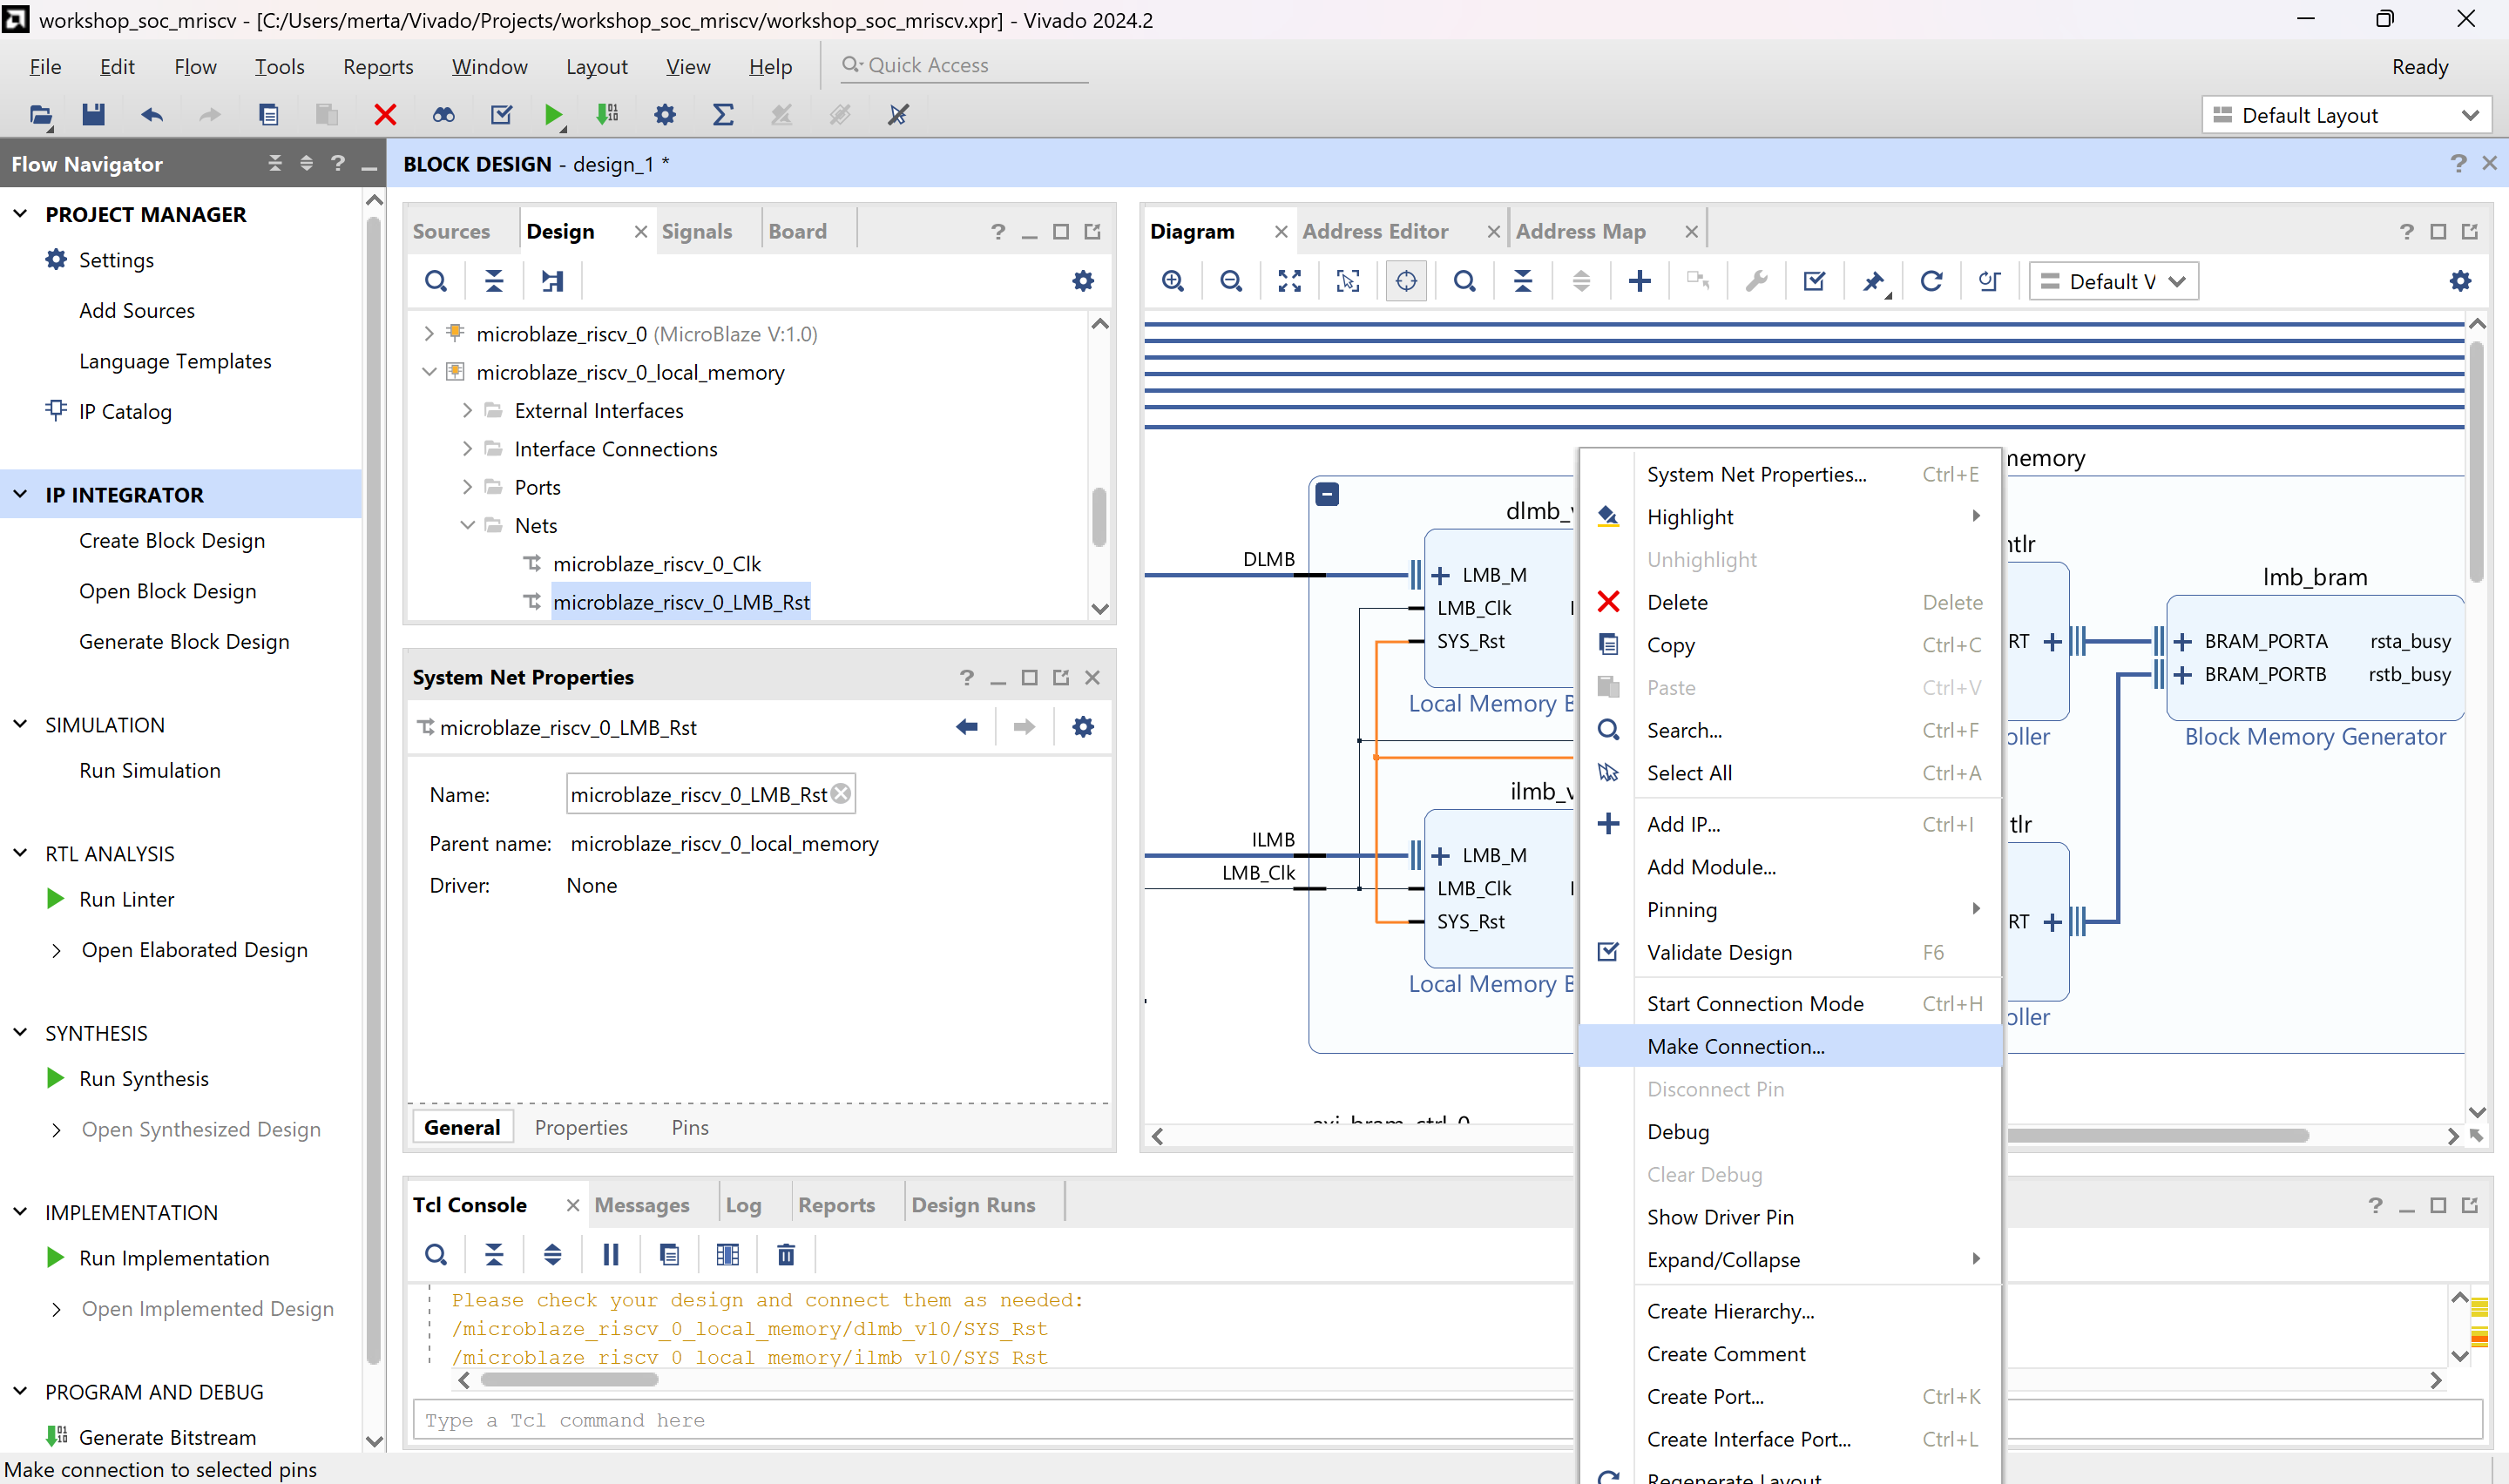 workshop_soc_mriscv - [C:/Users/merta/Vivado/Projects/workshop_soc_mriscv/workshop_soc_mriscv.xpr] - Vivado 2024.2
File Edit Flow Tools Reports Window Layout View Help Quick Access Ready
Default Layout
Flow Navigator
PROJECT MANAGER
Settings
Add Sources
Language Templates
IP Catalog
IP INTEGRATOR
Create Block Design
Open Block Design
Generate Block Design
SIMULATION
Run Simulation
RTL ANALYSIS
Run Linter
Open Elaborated Design
SYNTHESIS
Run Synthesis
Open Synthesized Design
IMPLEMENTATION
Run Implementation
Open Implemented Design
PROGRAM AND DEBUG
Generate Bitstream
Make connection to selected pins
BLOCK DESIGN - design_1 *
Sources Design Signals Board
microblaze_riscv_0 (MicroBlaze V:1.0)
microblaze_riscv_0_local_memory
External Interfaces
Interface Connections
Ports
Nets
microblaze_riscv_0_Clk
microblaze_riscv_0_LMB_Rst
System Net Properties
microblaze_riscv_0_LMB_Rst
Name: microblaze_riscv_0_LMB_Rst
Parent name: microblaze_riscv_0_local_memory
Driver: None
General Properties Pins
Diagram Address Editor Address Map
Default V
memory
dlmb_v
DLMB
LMB_M
LMB_Clk
SYS_Rst
Local Memory B
ilmb_v
ILMB
LMB_Clk
LMB_M
LMB_Clk
SYS_Rst
Local Memory B
ntlr
RT
oller
tlr
RT
oller
lmb_bram
BRAM_PORTA rsta_busy
BRAM_PORTB rstb_busy
Block Memory Generator
axi_bram_ctrl_0
System Net Properties... Ctrl+E
Highlight
Unhighlight
Delete Delete
Copy Ctrl+C
Paste Ctrl+V
Search... Ctrl+F
Select All Ctrl+A
Add IP... Ctrl+I
Add Module...
Pinning
Validate Design F6
Start Connection Mode Ctrl+H
Make Connection...
Disconnect Pin
Debug
Clear Debug
Show Driver Pin
Expand/Collapse
Create Hierarchy...
Create Comment
Create Port... Ctrl+K
Create Interface Port... Ctrl+L
Regenerate Layout
Tcl Console Messages Log Reports Design Runs
Please check your design and connect them as needed:
/microblaze_riscv_0_local_memory/dlmb_v10/SYS_Rst
/microblaze_riscv_0_local_memory/ilmb_v10/SYS_Rst
Type a Tcl command here